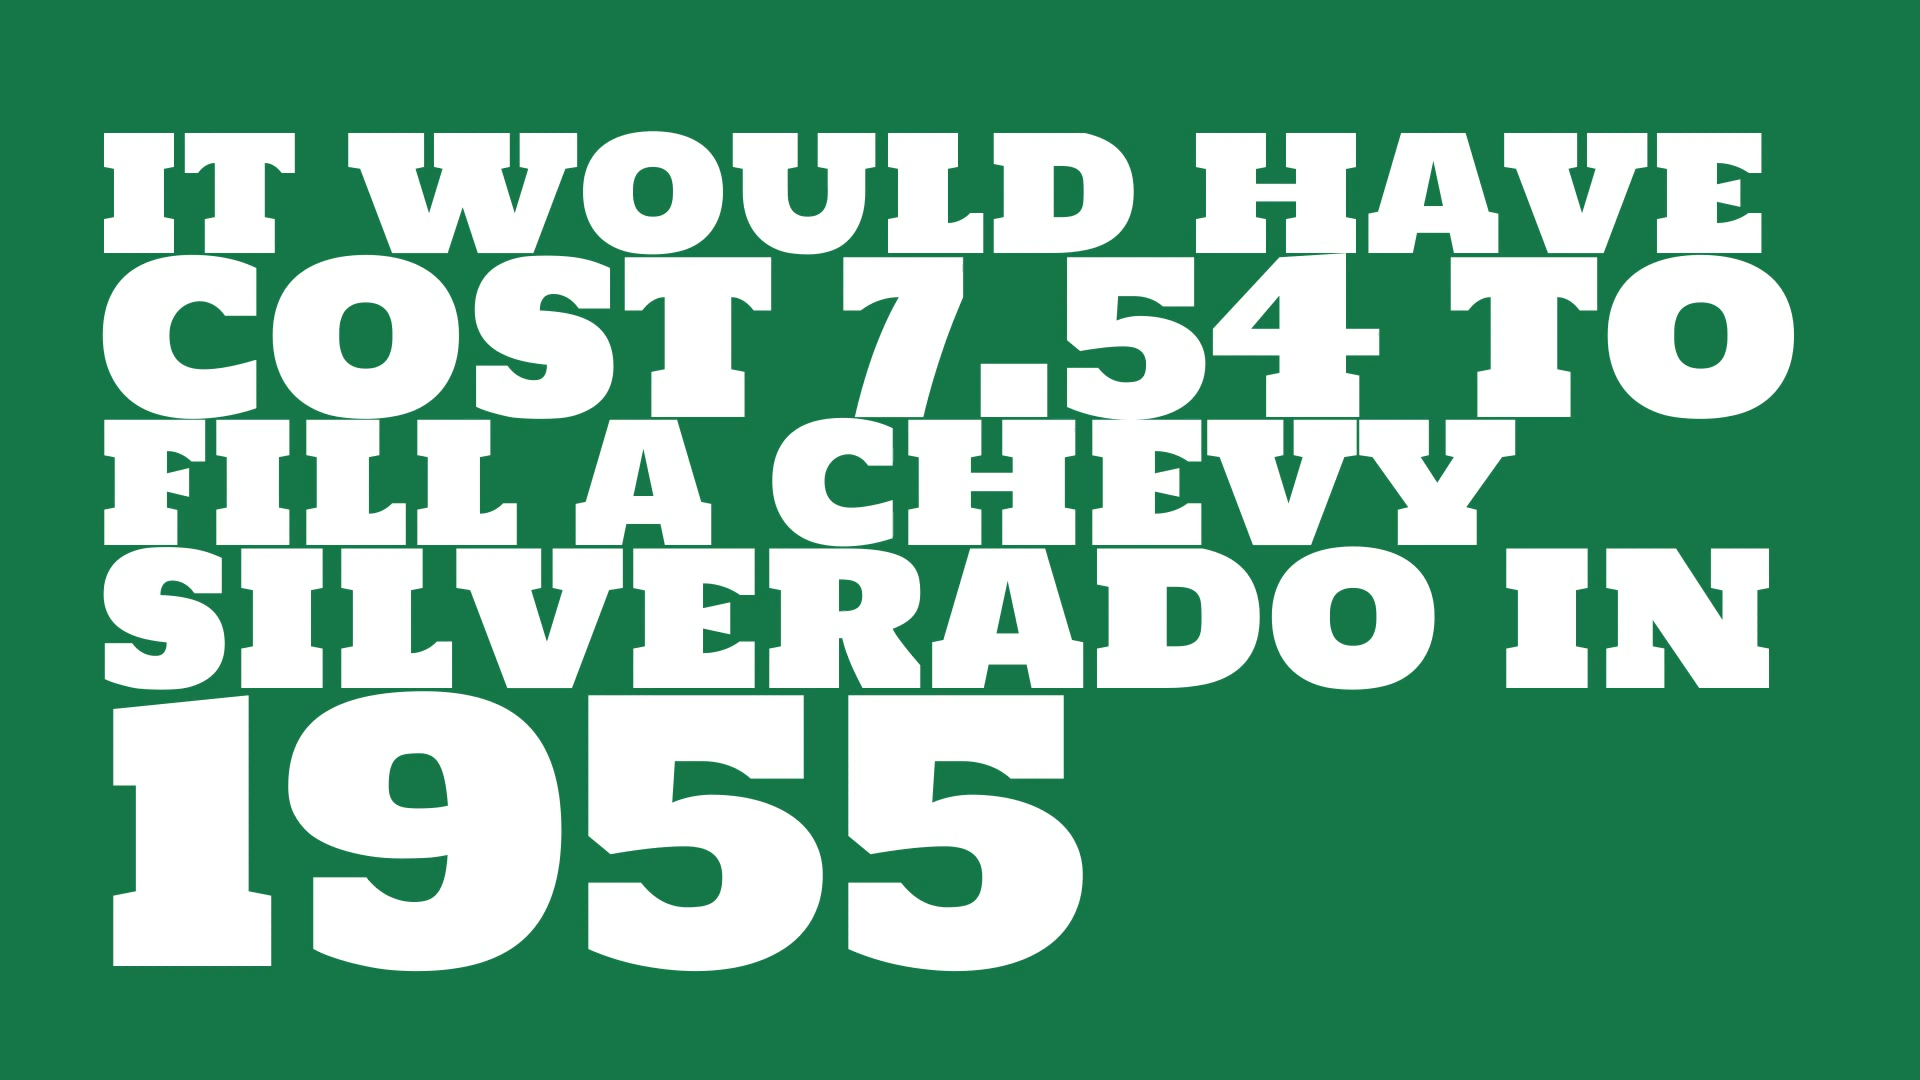 IT WOULD HAVE
COST 7.54 TO
FILL A CHEVY
SILVERADO IN
1955